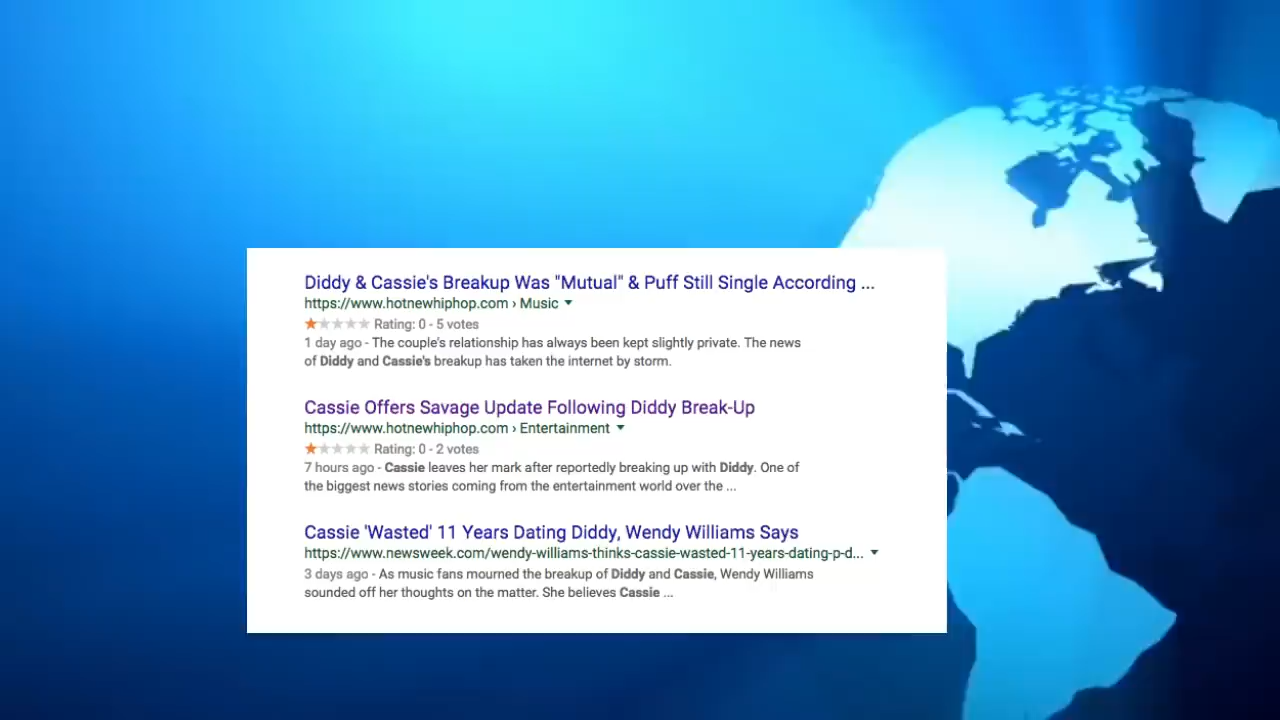 Diddy & Cassie's Breakup Was "Mutual" & Puff Still Single According ...
https://www.hotnewhiphop.com › Music
Rating: 0 - 5 votes
1 day ago - The couple's relationship has always been kept slightly private. The news
of Diddy and Cassie's breakup has taken the internet by storm.
Cassie Offers Savage Update Following Diddy Break-Up
https://www.hotnewhiphop.com › Entertainment
Rating: 0 - 2 votes
7 hours ago - Cassie leaves her mark after reportedly breaking up with Diddy. One of
the biggest news stories coming from the entertainment world over the ...
Cassie 'Wasted' 11 Years Dating Diddy, Wendy Williams Says
https://www.newsweek.com/wendy-williams-thinks-cassie-wasted-11-years-dating-p-d...
3 days ago - As music fans mourned the breakup of Diddy and Cassie, Wendy Williams
sounded off her thoughts on the matter. She believes Cassie ...